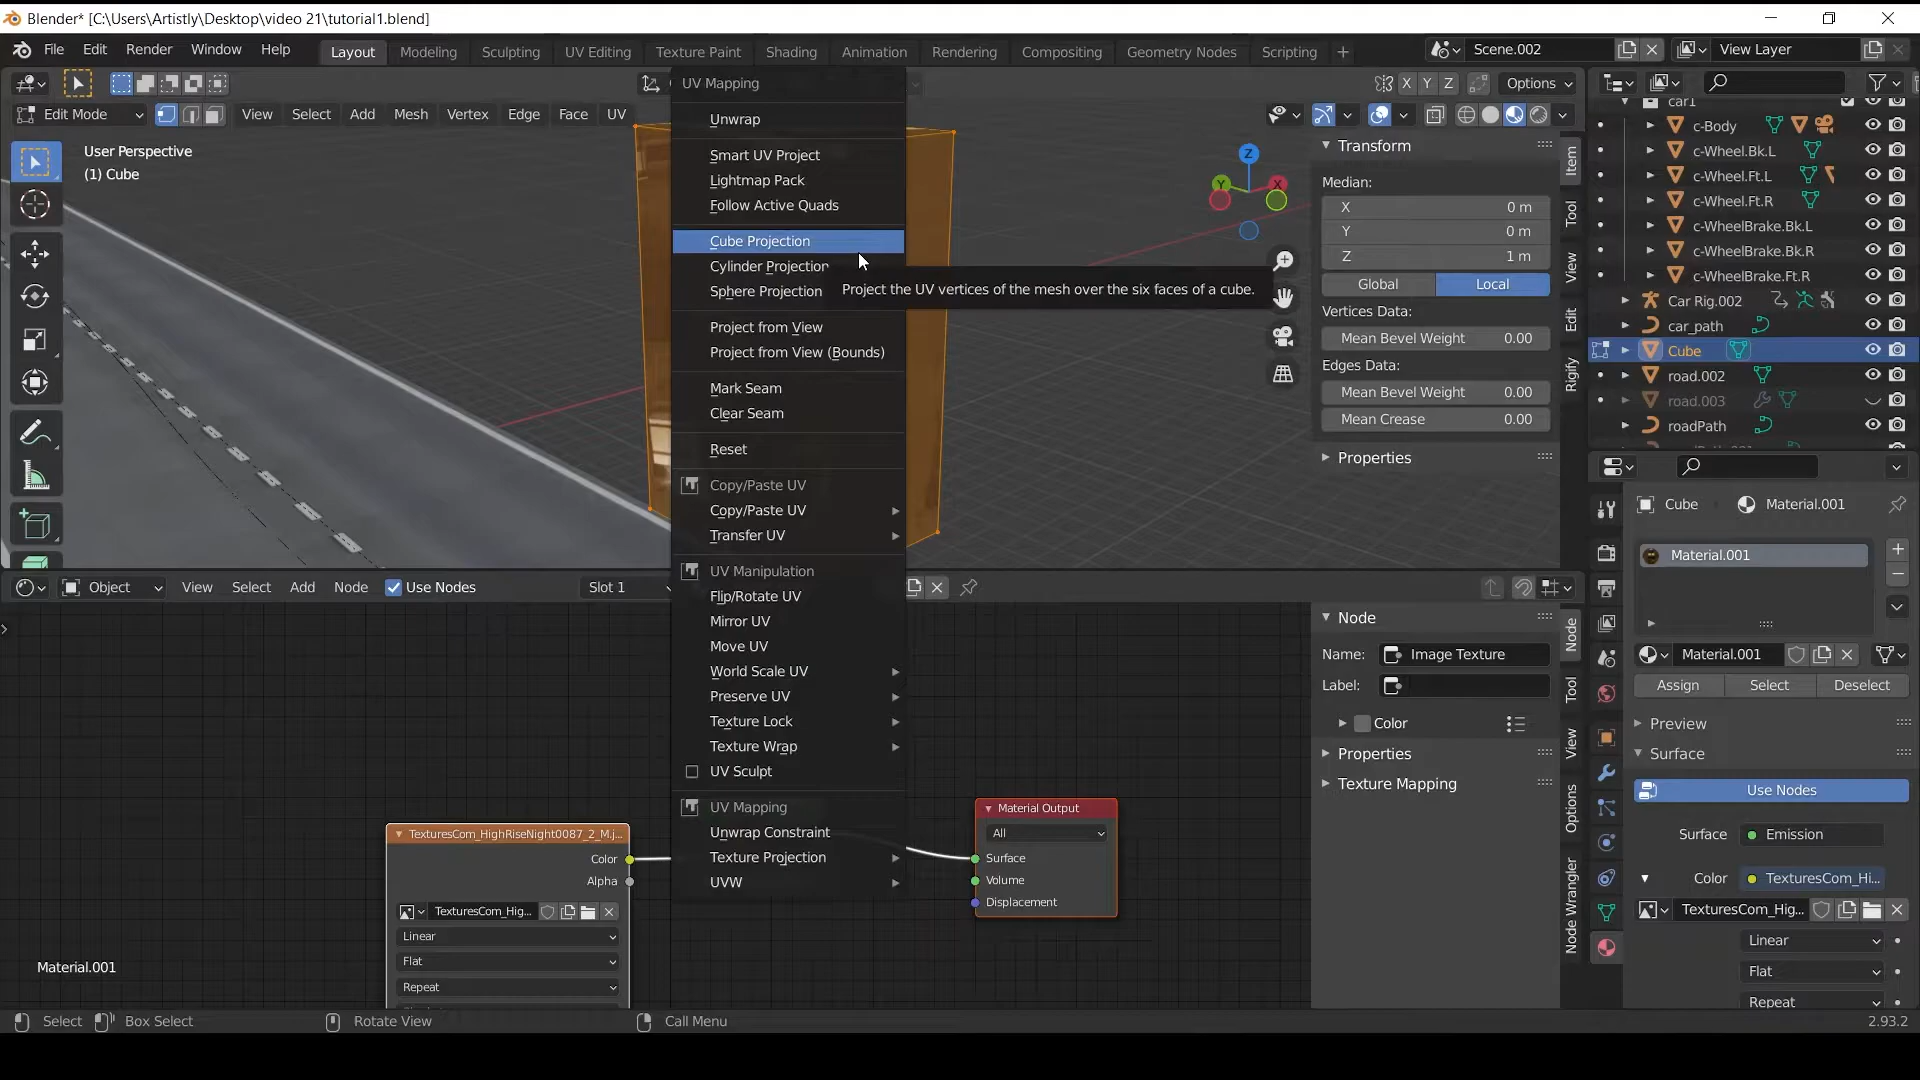 Blender* [C:\Users\Artistly\Desktop\video 21\tutorial1.blend]
File Edit Render Window Help Layout Modeling Sculpting UV Editing Texture Paint Shading Animation Rendering Compositing Geometry Nodes Scripting + Scene.002 View Layer
UV Mapping X Y Z Options
Edit Mode View Select Add Mesh Vertex Edge Face UV
User Perspective
(1) Cube
Unwrap
Smart UV Project
Lightmap Pack
Follow Active Quads
Cube Projection
Cylinder Projection
Sphere Projection
Project the UV vertices of the mesh over the six faces of a cube.
Project from View
Project from View (Bounds)
Mark Seam
Clear Seam
Reset
Copy/Paste UV
Copy/Paste UV
Transfer UV
UV Manipulation
Flip/Rotate UV
Mirror UV
Move UV
World Scale UV
Preserve UV
Texture Lock
Texture Wrap
UV Sculpt
UV Mapping
Unwrap Constraint
Texture Projection
UVW
Z
Y
X
Transform
Median:
X 0 m
Y 0 m
Z 1 m
Global Local
Vertices Data:
Mean Bevel Weight 0.00
Edges Data:
Mean Bevel Weight 0.00
Mean Crease 0.00
Properties
Item
Tool
View
Edit
Rigify
car1
c-Body
c-Wheel.Bk.L
c-Wheel.Ft.L
c-Wheel.Ft.R
c-WheelBrake.Bk.L
c-WheelBrake.Bk.R
c-WheelBrake.Ft.R
Car Rig.002
car_path
Cube
road.002
road.003
roadPath
Object View Select Add Node Use Nodes Slot 1
TexturesCom_HighRiseNight0087_2_M.j...
Color
Alpha
TexturesCom_Hig...
Linear
Flat
Repeat
Material.001
Material Output
All
Surface
Volume
Displacement
Node
Name: Image Texture
Label:
Color
Properties
Texture Mapping
Node
Tool
View
Options
Node Wrangler
Cube Material.001
Material.001
Material.001
Assign Select Deselect
Preview
Surface
Use Nodes
Surface Emission
Color TexturesCom_Hi...
TexturesCom_Hig...
Linear
Flat
Repeat
Select Box Select Rotate View Call Menu 2.93.2